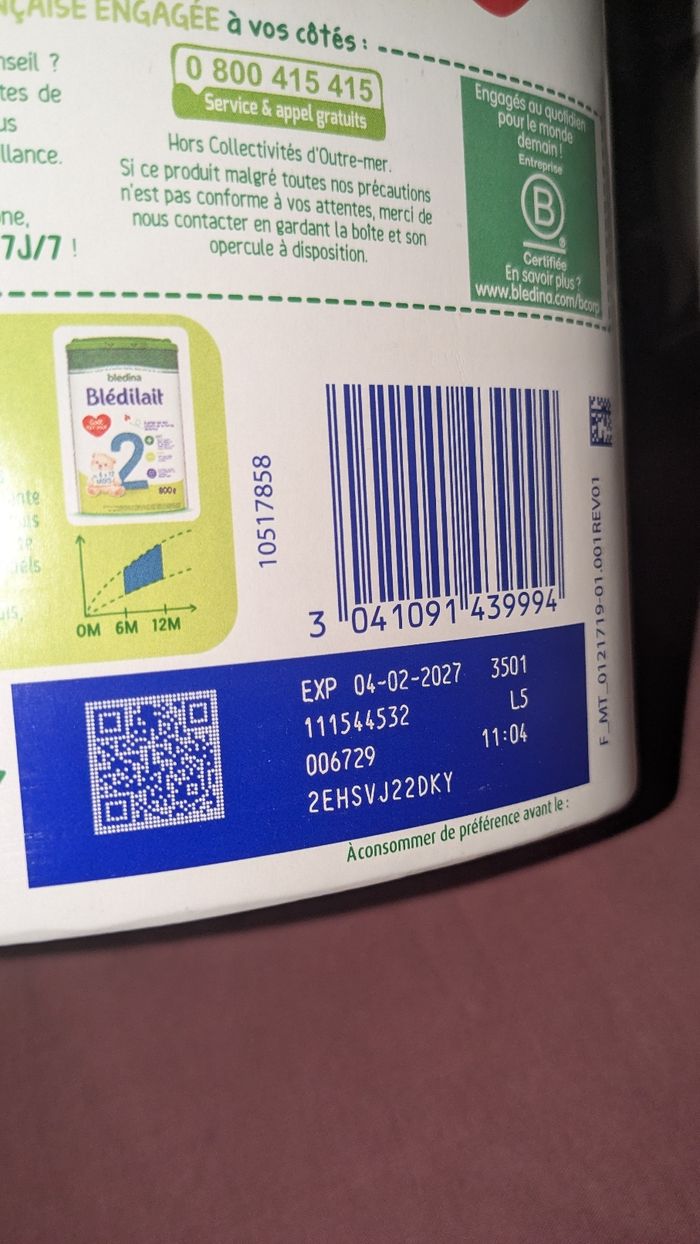 NÇAISE ENGAGÉE à vos côtés :
nseil ?
tes de
us
llance.
ne,
7J/7 !
0 800 415 415
Service & appel gratuits
Hors Collectivités d'Outre-mer.
Si ce produit malgré toutes nos précautions
n'est pas conforme à vos attentes, merci de
nous contacter en gardant la boîte et son
opercule à disposition.
Engagés au quotidien
pour le monde
demain !
Entreprise
B
®
Certifiée
En savoir plus ?
www.bledina.com/bcorp
blédina
Blédilait
2
800g
0M 6M 12M
10517858
3 041091 439994
F_MT_0121719-01.001REV01
EXP 04-02-2027 3501
111544532 L5
006729 11:04
2EHSVJ22DKY
À consommer de préférence avant le :